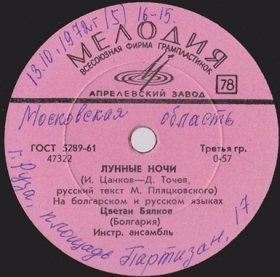 13.10.1972г (5) 16-15.
МЕЛОДИЯ
ВСЕСОЮЗНАЯ ФИРМА ГРАМПЛАСТИНОК
78
АПРЕЛЕВСКИЙ ЗАВОД
Московская область.
ГОСТ 5289-61
47322
Третья гр.
0-57
ЛУННЫЕ НОЧИ
(И. Цанков—Д. Точев,
русский текст М. Пляцковского)
На болгарском и русском языках
Цветан Бялков
(Болгария)
Инстр. ансамбль
г. Руза, площадь Партизан, 17